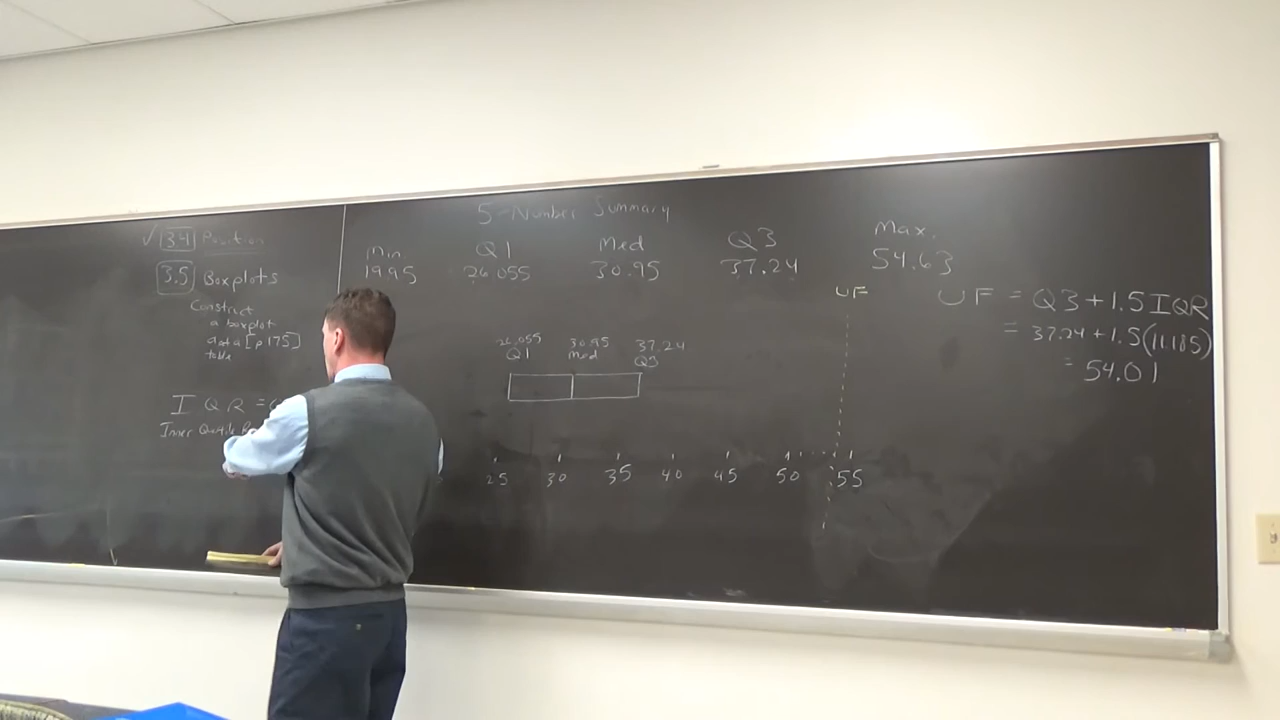 ✓ 3.4 Position
3.5 Boxplots
Construct
a boxplot
[p 175]
table
I Q R =
Inner Quartile
5-Number Summary
Min Q1 Med Q3 Max.
19.95 26.055 30.95 37.24 54.63
UF
UF = Q3 + 1.5 IQR
= 37.24 + 1.5(11.185)
= 54.01
26.055 30.95 37.24
Q1 Med Q3
25 30 35 40 45 50 55